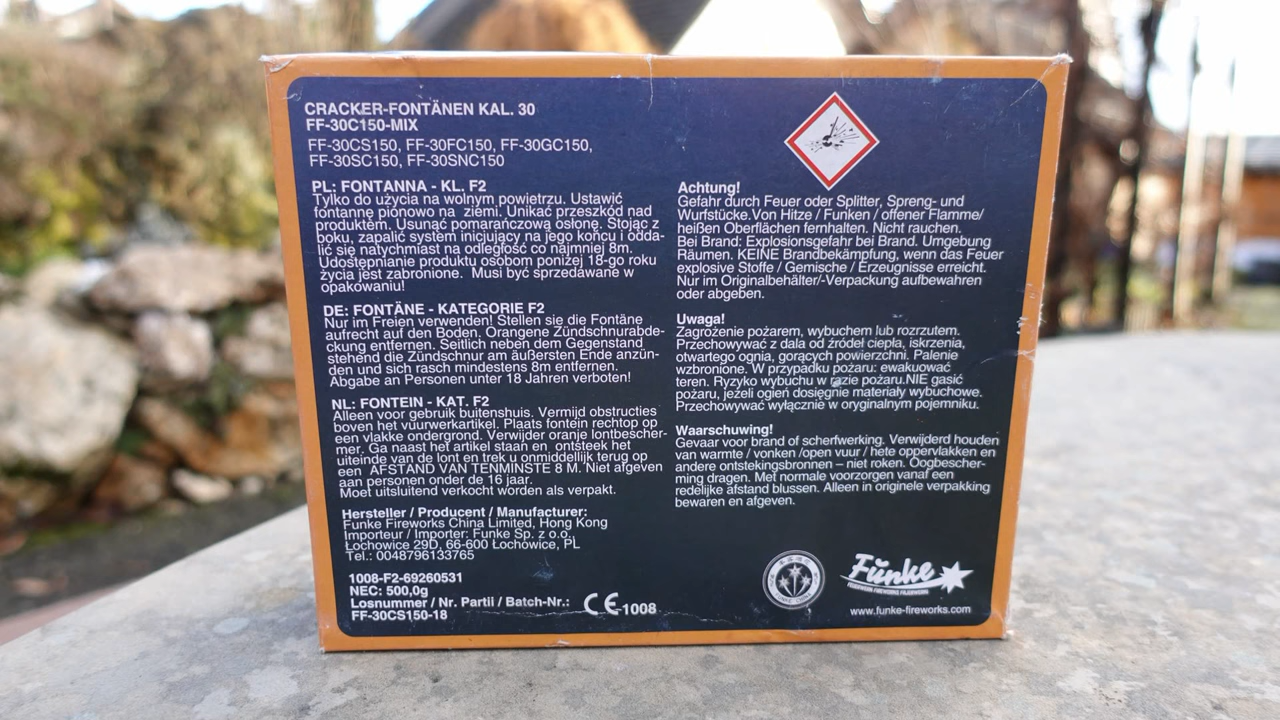 CRACKER-FONTÄNEN KAL. 30
FF-30C150-MIX
FF-30CS150, FF-30FC150, FF-30GC150,
FF-30SC150, FF-30SNC150
PL: FONTANNA - KL. F2
Tylko do użycia na wolnym powietrzu. Ustawić
fontannę pionowo na ziemi. Unikać przeszkód nad
produktem. Usunąć pomarańczową osłonę. Stojąc z
boku, zapalić system inicjujący na jego końcu i odda-
lić się natychmiast na odległość co najmniej 8m.
Udostępnianie produktu osobom poniżej 18-go roku
życia jest zabronione. Musi być sprzedawane w
opakowaniu!
DE: FONTÄNE - KATEGORIE F2
Nur im Freien verwenden! Stellen sie die Fontäne
aufrecht auf den Boden. Orangene Zündschnurabde-
ckung entfernen. Seitlich neben dem Gegenstand
stehend die Zündschnur am äußersten Ende anzün-
den und sich rasch mindestens 8m entfernen.
Abgabe an Personen unter 18 Jahren verboten!
NL: FONTEIN - KAT. F2
Alleen voor gebruik buitenshuis. Vermijd obstructies
boven het vuurwerkartikel. Plaats fontein rechtop op
een vlakke ondergrond. Verwijder oranje lontbescher-
mer. Ga naast het artikel staan en ontsteek het
uiteinde van de lont en trek u onmiddellijk terug op
een AFSTAND VAN TENMINSTE 8 M. Niet afgeven
aan personen onder de 16 jaar.
Moet uitsluitend verkocht worden als verpakt.
Hersteller / Producent / Manufacturer:
Funke Fireworks China Limited, Hong Kong
Importeur / Importer: Funke Sp. z o.o.
Łochowice 29D, 66-600 Łochowice, PL
Tel.: 0048796133765
1008-F2-69260531
NEC: 500,0g
Losnummer / Nr. Partii / Batch-Nr.:
FF-30CS150-18
CE-1008
Achtung!
Gefahr durch Feuer oder Splitter, Spreng- und
Wurfstücke.Von Hitze / Funken / offener Flamme/
heißen Oberflächen fernhalten. Nicht rauchen.
Bei Brand: Explosionsgefahr bei Brand. Umgebung
Räumen. KEINE Brandbekämpfung, wenn das Feuer
explosive Stoffe / Gemische / Erzeugnisse erreicht.
Nur im Originalbehälter/-Verpackung aufbewahren
oder abgeben.
Uwaga!
Zagrożenie pożarem, wybuchem lub rozrzutem.
Przechowywać z dala od źródeł ciepła, iskrzenia,
otwartego ognia, gorących powierzchni. Palenie
wzbronione. W przypadku pożaru: ewakuować
teren. Ryzyko wybuchu w razie pożaru.NIE gasić
pożaru, jeżeli ogień dosięgnie materiały wybuchowe.
Przechowywać wyłącznie w oryginalnym pojemniku.
Waarschuwing!
Gevaar voor brand of scherfwerking. Verwijderd houden
van warmte / vonken /open vuur / hete oppervlakken en
andere ontstekingsbronnen – niet roken. Oogbescher-
ming dragen. Met normale voorzorgen vanaf een
redelijke afstand blussen. Alleen in originele verpakking
bewaren en afgeven.
Funke
FEUERWERK FIREWORKS FAJERWERKI
www.funke-fireworks.com